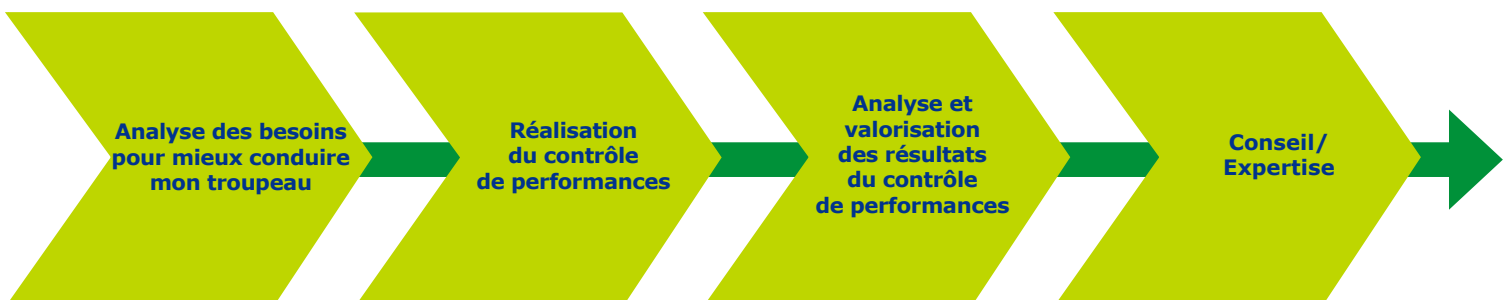 Analyse des besoins
pour mieux conduire
mon troupeau
Réalisation
du contrôle
de performances
Analyse et
valorisation
des résultats
du contrôle
de performances
Conseil/
Expertise